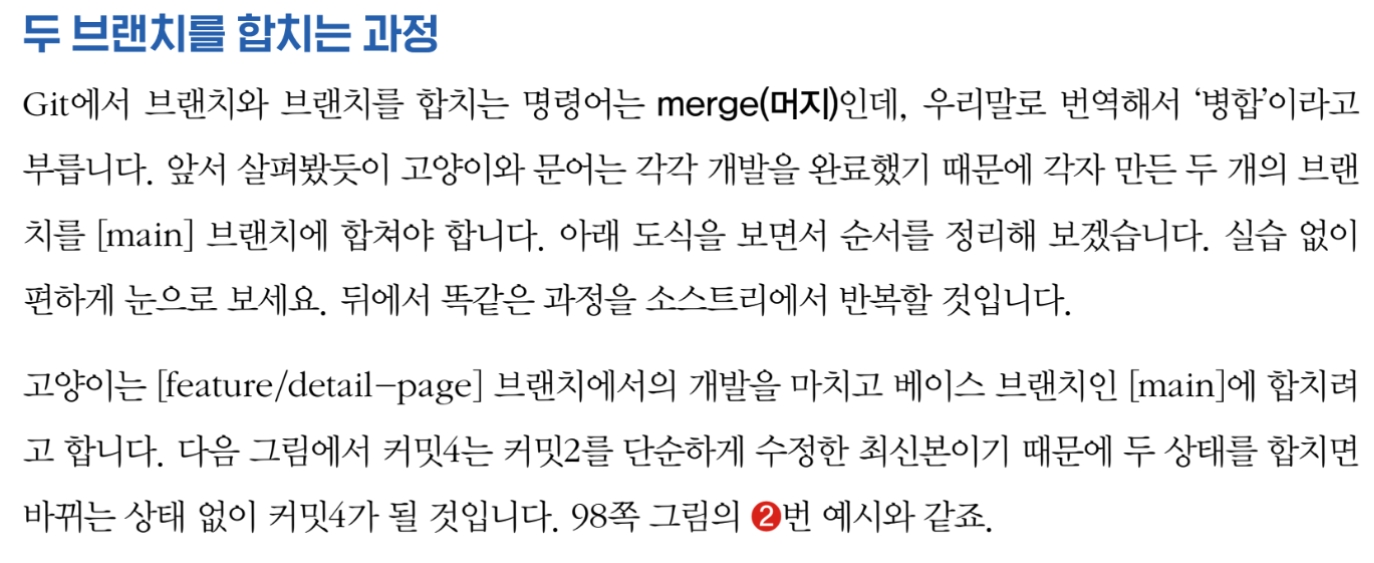 두 브랜치를 합치는 과정
Git에서 브랜치와 브랜치를 합치는 명령어는 merge(머지)인데, 우리말로 번역해서 ‘병합’이라고
부릅니다. 앞서 살펴봤듯이 고양이와 문어는 각각 개발을 완료했기 때문에 각자 만든 두 개의 브랜
치를 [main] 브랜치에 합쳐야 합니다. 아래 도식을 보면서 순서를 정리해 보겠습니다. 실습 없이
편하게 눈으로 보세요. 뒤에서 똑같은 과정을 소스트리에서 반복할 것입니다.
고양이는 [feature/detail-page] 브랜치에서의 개발을 마치고 베이스 브랜치인 [main]에 합치려
고 합니다. 다음 그림에서 커밋4는 커밋2를 단순하게 수정한 최신본이기 때문에 두 상태를 합치면
바뀌는 상태 없이 커밋4가 될 것입니다. 98쪽 그림의 ❷번 예시와 같죠.